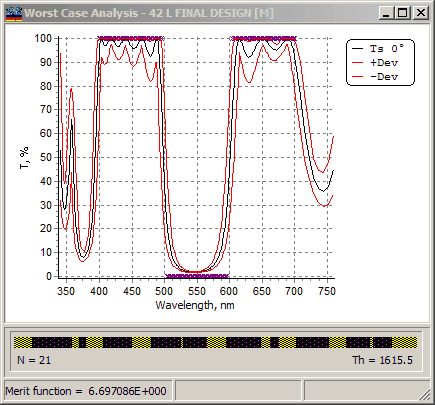 Worst Case Analysis - 42 L FINAL DESIGN [M]
T, %
100
90
80
70
60
50
40
30
20
10
0
350 400 450 500 550 600 650 700 750
Wavelength, nm
Ts 0°
+Dev
-Dev
N = 21
Th = 1615.5
Merit function = 6.697086E+000